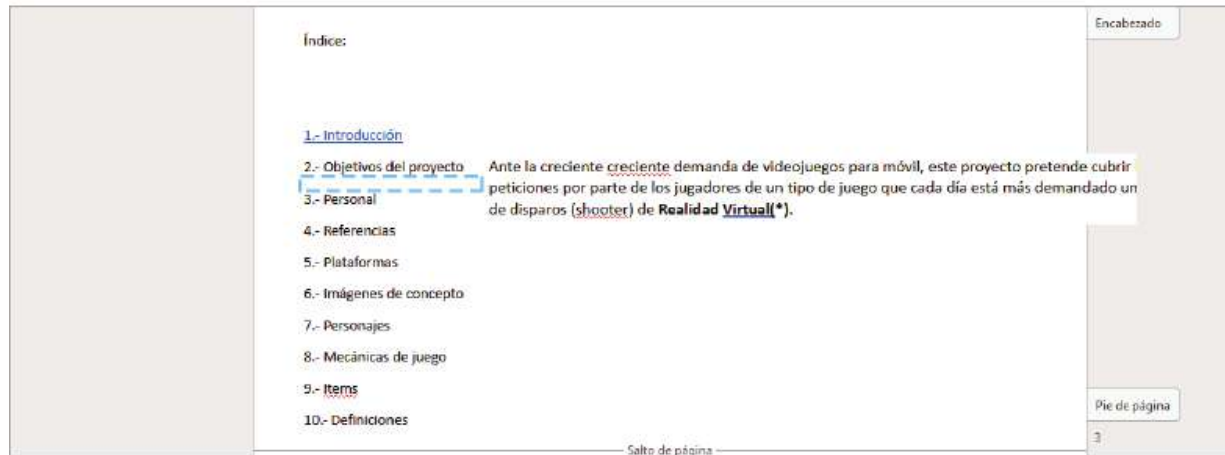 Encabezado
Índice:
1.- Introducción
2.- Objetivos del proyecto
3.- Personal
4.- Referencias
5.- Plataformas
6.- Imágenes de concepto
7.- Personajes
8.- Mecánicas de juego
9.- Items
10.- Definiciones
Ante la creciente creciente demanda de videojuegos para móvil, este proyecto pretende cubrir
peticiones por parte de los jugadores de un tipo de juego que cada día está más demandado un
de disparos (shooter) de Realidad Virtual(*).
Pie de página
3
Salto de página